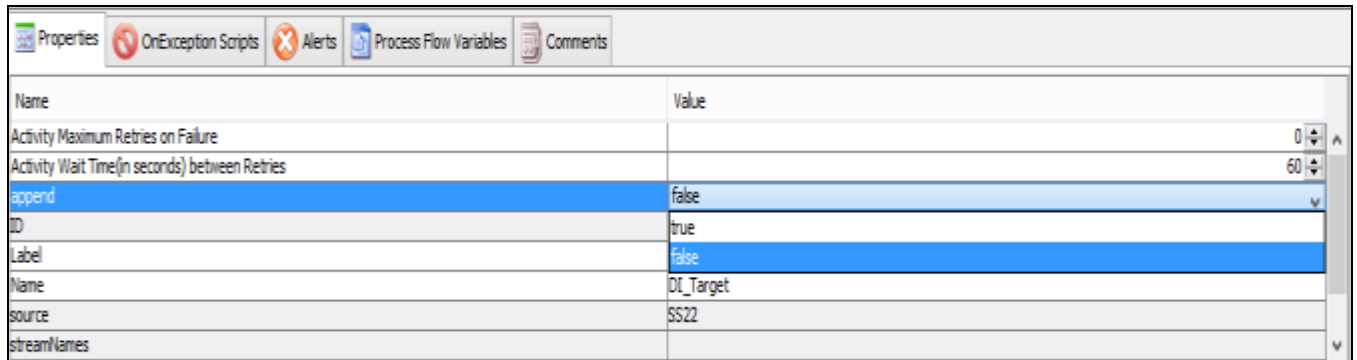 Properties OnException Scripts Alerts Process Flow Variables Comments
Name Value
Activity Maximum Retries on Failure 0
Activity Wait Time(in seconds) between Retries 60
append false
ID true
Label false
Name DI_Target
source SS22
streamNames